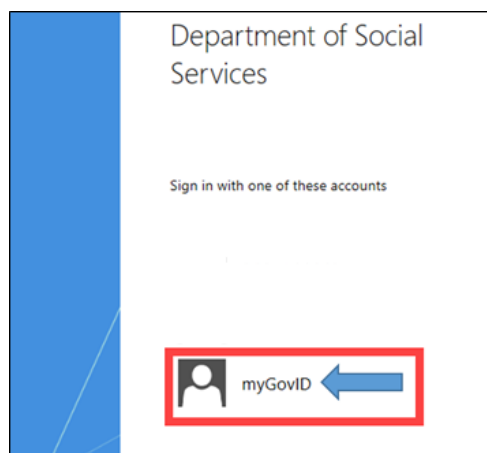 Department of Social
Services
Sign in with one of these accounts
myGovID